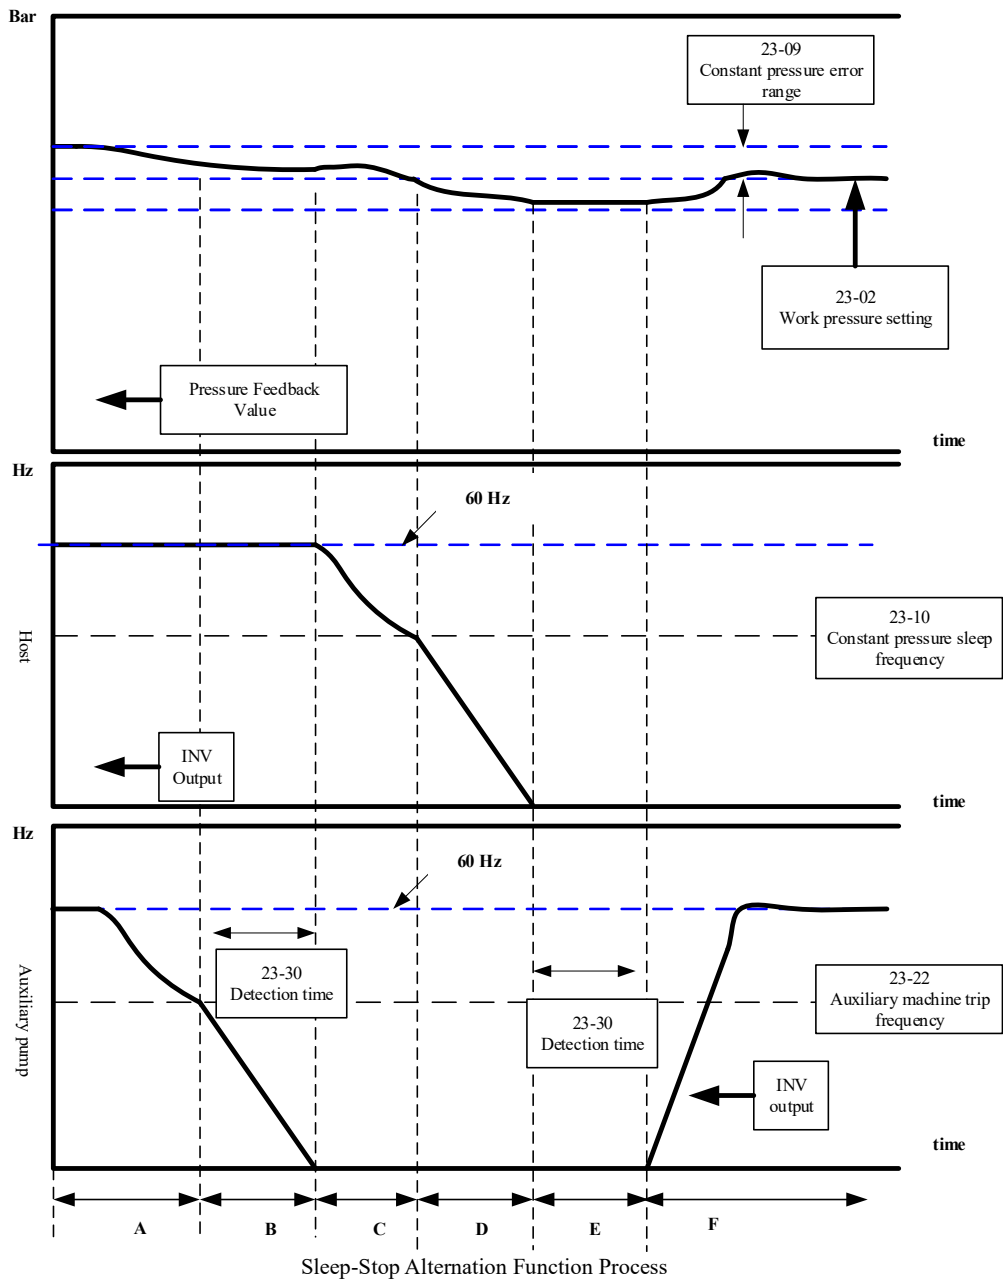 Bar
23-09
Constant pressure error
range
23-02
Work pressure setting
Pressure Feedback
Value
time
Hz
60 Hz
Host
23-10
Constant pressure sleep
frequency
INV
Output
time
Hz
60 Hz
Auxiliary pump
23-30
Detection time
23-30
Detection time
23-22
Auxiliary machine trip
frequency
INV
output
time
A
B
C
D
E
F
Sleep-Stop Alternation Function Process